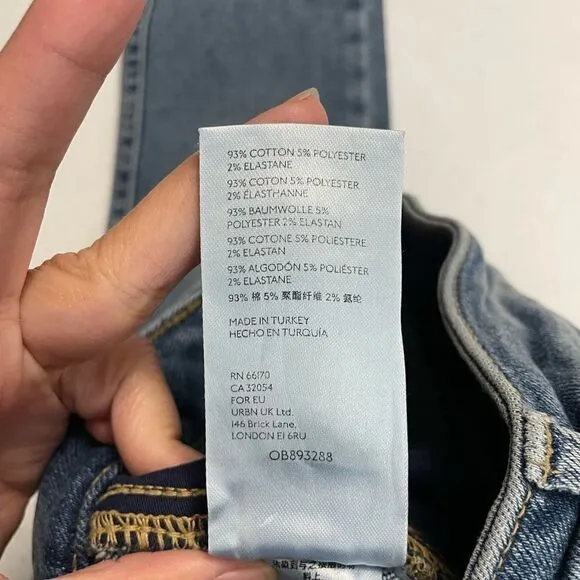 93% COTTON 5% POLYESTER
2% ELASTANE
93% COTON 5% POLYESTER
2% ÉLASTHANNE
93% BAUMWOLLE 5%
POLYESTER 2% ELASTAN
93% COTONE 5% POLIESTERE
2% ELASTAN
93% ALGODÓN 5% POLIÉSTER
2% ELASTANO
93% 棉 5% 聚酯纤维 2% 氨纶
MADE IN TURKEY
HECHO EN TURQUÍA
RN 66170
CA 32054
FOR EU
URBN UK Ltd.
146 Brick Lane,
LONDON E1 6RU
OB893288